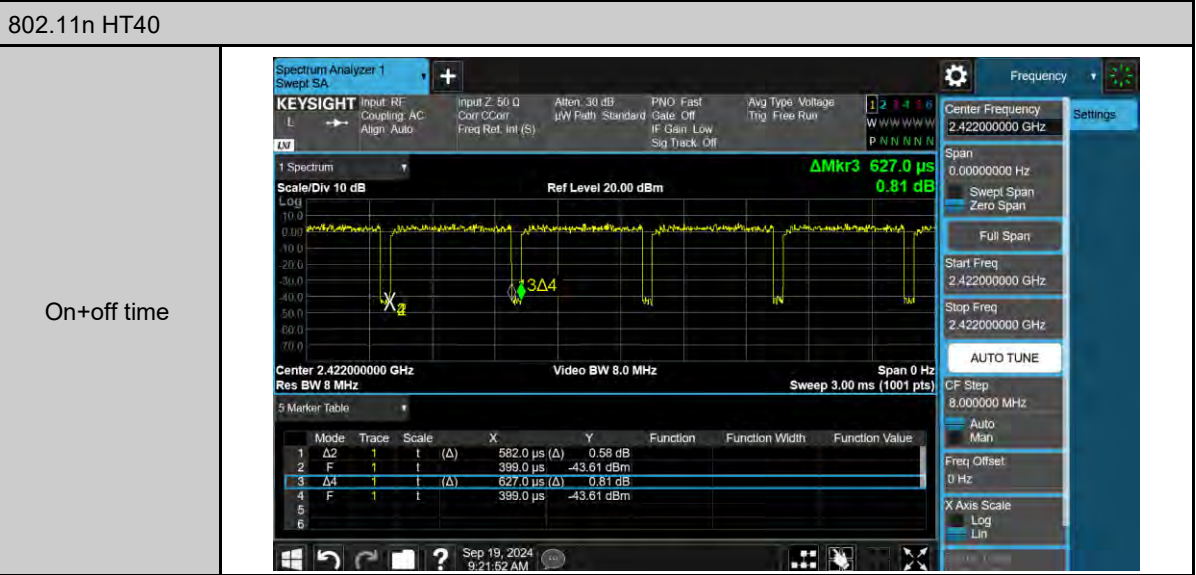 802.11n HT40
On+off time
Spectrum Analyzer 1
Swept SA
Frequency
KEYSIGHT Input: RF Input Z: 50 Ω Atten: 30 dB PNO: Fast Avg Type: Voltage 1 2 3 4 5 6
L Coupling: AC Corr CCorr µW Path: Standard Gate: Off Trig: Free Run W W W W W W
Align: Auto Freq Ref: Int (S) IF Gain: Low
LXI Sig Track: Off P N N N N N
1 Spectrum
ΔMkr3 627.0 µs
Scale/Div 10 dB Ref Level 20.00 dBm 0.81 dB
Log
10.0
0.00
-10.0
-20.0
-30.0
-40.0
-50.0
-60.0
-70.0
3Δ4
X2
Center 2.422000000 GHz Video BW 8.0 MHz Span 0 Hz
Res BW 8 MHz Sweep 3.00 ms (1001 pts)
5 Marker Table
Mode Trace Scale X Y Function Function Width Function Value
1 Δ2 1 t (Δ) 582.0 µs (Δ) 0.58 dB
2 F 1 t 399.0 µs -43.61 dBm
3 Δ4 1 t (Δ) 627.0 µs (Δ) 0.81 dB
4 F 1 t 399.0 µs -43.61 dBm
5
6
Sep 19, 2024
9:21:52 AM
Center Frequency
2.422000000 GHz
Settings
Span
0.00000000 Hz
Swept Span
Zero Span
Full Span
Start Freq
2.422000000 GHz
Stop Freq
2.422000000 GHz
AUTO TUNE
CF Step
8.000000 MHz
Auto
Man
Freq Offset
0 Hz
X Axis Scale
Log
Lin